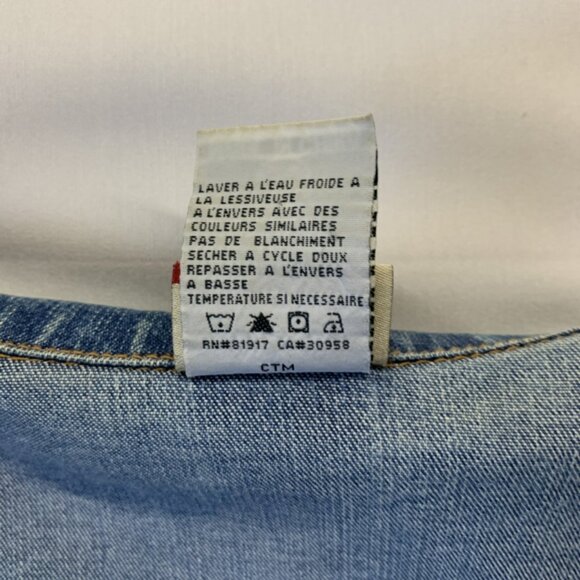 LAVER A L'EAU FROIDE A
LA LESSIVEUSE
A L'ENVERS AVEC DES
COULEURS SIMILAIRES
PAS DE BLANCHIMENT
SECHER A CYCLE DOUX
REPASSER A L'ENVERS
A BASSE
TEMPERATURE SI NECESSAIRE
RN#81917 CA#30958
CTM